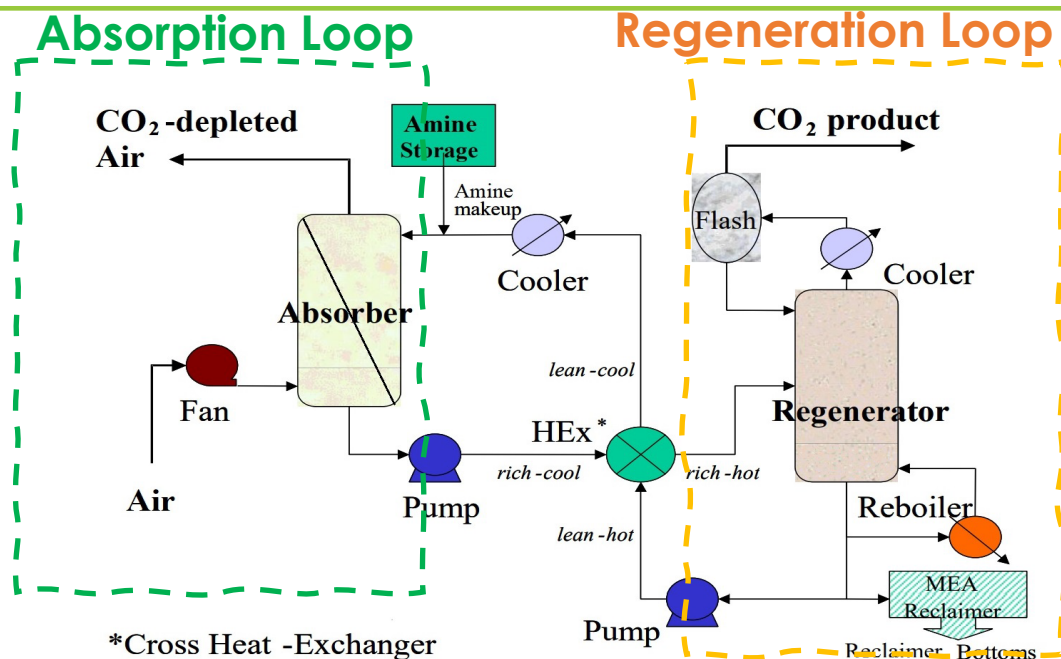 Absorption Loop
Regeneration Loop
CO₂-depleted
Air
Amine
Storage
CO₂ product
Amine
makeup
Flash
Cooler
Cooler
Absorber
lean-cool
Fan
Regenerator
HEx*
rich-cool
rich-hot
Air
Pump
Reboiler
lean-hot
MEA
Reclaimer
Pump
*Cross Heat -Exchanger
Reclaimer Bottoms